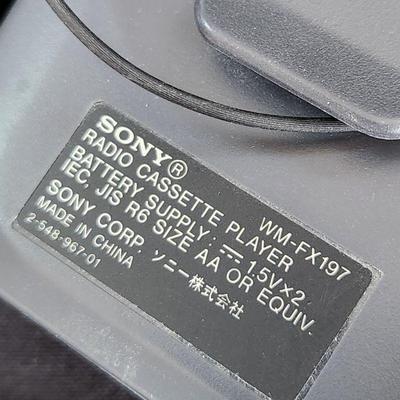 SONY®
RADIO CASSETTE PLAYER WM-FX197
BATTERY SUPPLY: ⎓ 1.5V×2
IEC, JIS R6 SIZE AA OR EQUIV.
SONY CORP. ソニー株式会社
MADE IN CHINA
2-548-967-01